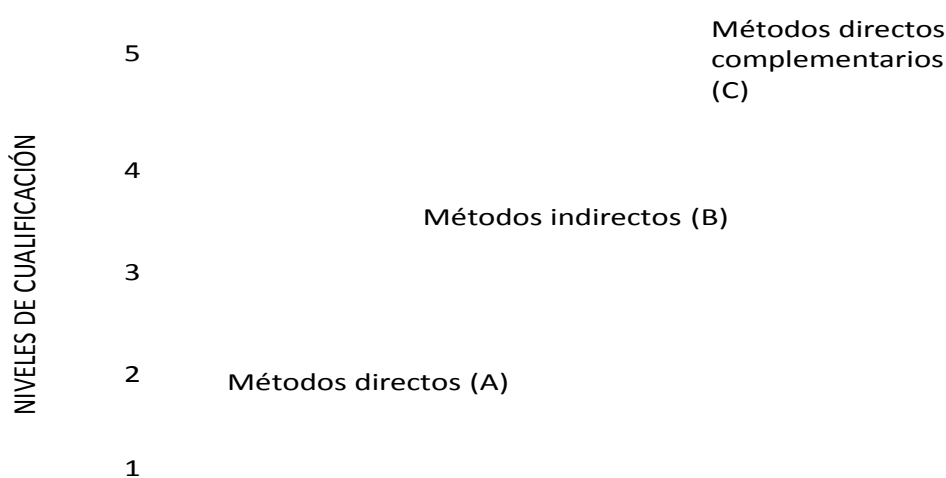 Métodos directos
complementarios
(C)
5
NIVELES DE CUALIFICACIÓN
4
Métodos indirectos (B)
3
2
Métodos directos (A)
1